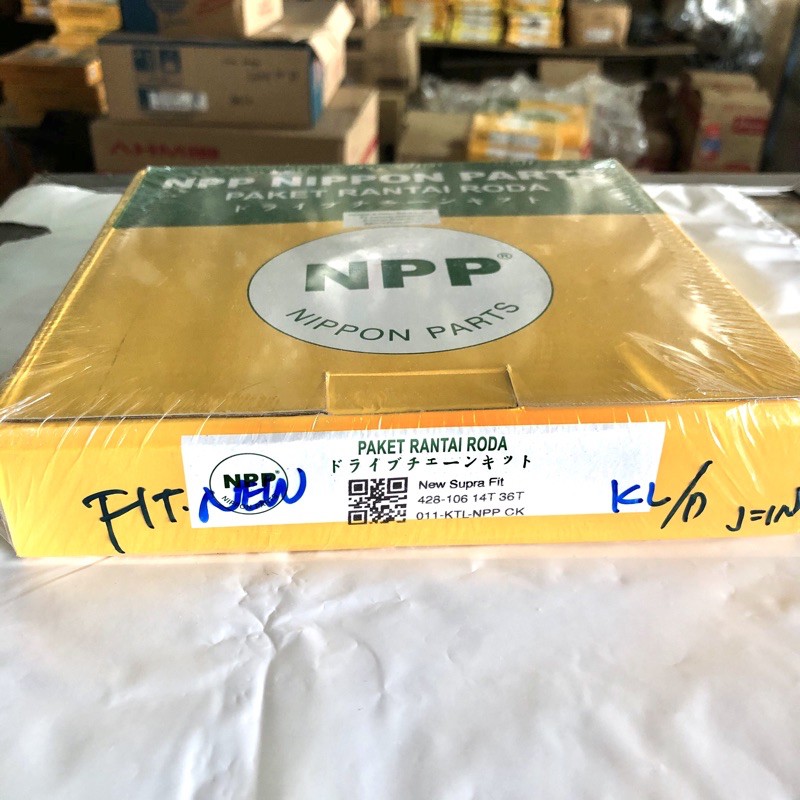 AHM
NPP NIPPON PARTS
PAKET RANTAI RODA
ドライブチェーンキット
NPP®
NIPPON PARTS
PAKET RANTAI RODA
ドライブチェーンキット
NPP®
New Supra Fit
428-106 14T 36T
011-KTL-NPP CK
FIT. NEW
KL/D
J=IN